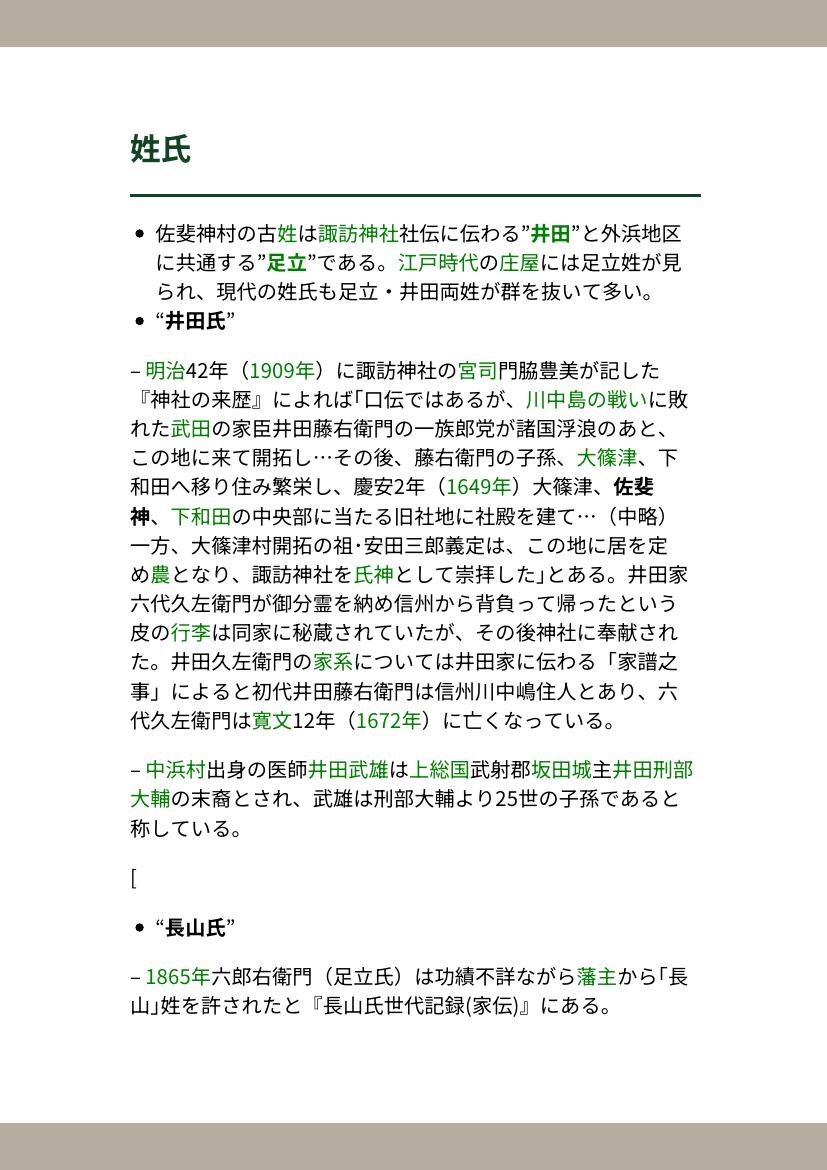 姓氏
• 佐斐神村の古姓は諏訪神社社伝に伝わる”井田”と外浜地区
に共通する”足立”である。江戸時代の庄屋には足立姓が見
られ、現代の姓氏も足立・井田両姓が群を抜いて多い。
• “井田氏”
– 明治42年（1909年）に諏訪神社の宮司門脇豊美が記した
『神社の来歴』によれば｢口伝ではあるが、川中島の戦いに敗
れた武田の家臣井田藤右衛門の一族郎党が諸国浮浪のあと、
この地に来て開拓し…その後、藤右衛門の子孫、大篠津、下
和田へ移り住み繁栄し、慶安2年（1649年）大篠津、佐斐
神、下和田の中央部に当たる旧社地に社殿を建て…（中略）
一方、大篠津村開拓の祖･安田三郎義定は、この地に居を定
め農となり、諏訪神社を氏神として崇拝した｣とある。井田家
六代久左衛門が御分霊を納め信州から背負って帰ったという
皮の行李は同家に秘蔵されていたが、その後神社に奉献され
た。井田久左衛門の家系については井田家に伝わる「家譜之
事」によると初代井田藤右衛門は信州川中嶋住人とあり、六
代久左衛門は寛文12年（1672年）に亡くなっている。
– 中浜村出身の医師井田武雄は上総国武射郡坂田城主井田刑部
大輔の末裔とされ、武雄は刑部大輔より25世の子孫であると
称している。
[
• “長山氏”
– 1865年六郎右衛門（足立氏）は功績不詳ながら藩主から｢長
山｣姓を許されたと『長山氏世代記録(家伝)』にある。